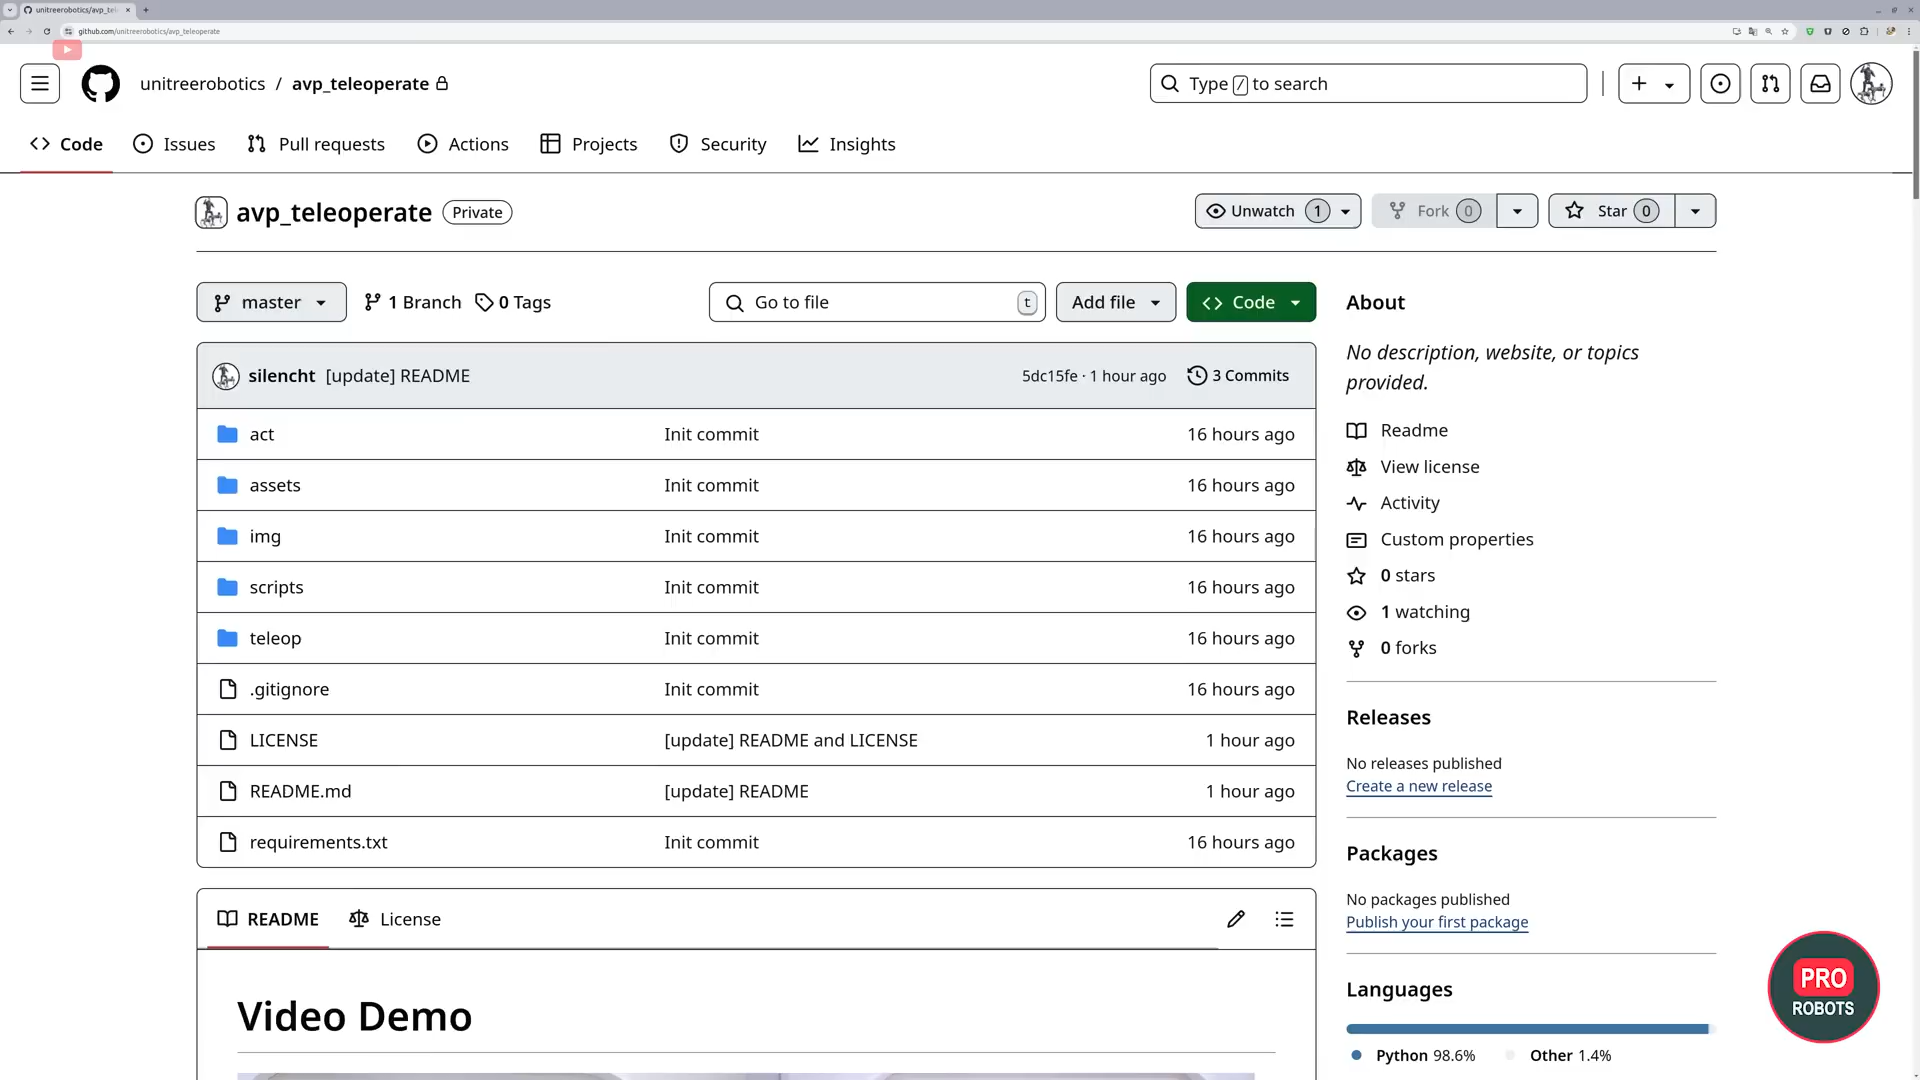 unitreerobotics/avp_tel
github.com/unitreerobotics/avp_teleoperate
unitreerobotics / avp_teleoperate
Type / to search
Code
Issues
Pull requests
Actions
Projects
Security
Insights
avp_teleoperate Private
Unwatch 1
Fork 0
Star 0
master
1 Branch
0 Tags
Go to file t
Add file
Code
silencht [update] README 5dc15fe · 1 hour ago 3 Commits
act Init commit 16 hours ago
assets Init commit 16 hours ago
img Init commit 16 hours ago
scripts Init commit 16 hours ago
teleop Init commit 16 hours ago
.gitignore Init commit 16 hours ago
LICENSE [update] README and LICENSE 1 hour ago
README.md [update] README 1 hour ago
requirements.txt Init commit 16 hours ago
README
License
Video Demo
About
No description, website, or topics
provided.
Readme
View license
Activity
Custom properties
0 stars
1 watching
0 forks
Releases
No releases published
Create a new release
Packages
No packages published
Publish your first package
Languages
Python 98.6% Other 1.4%
PRO
ROBOTS